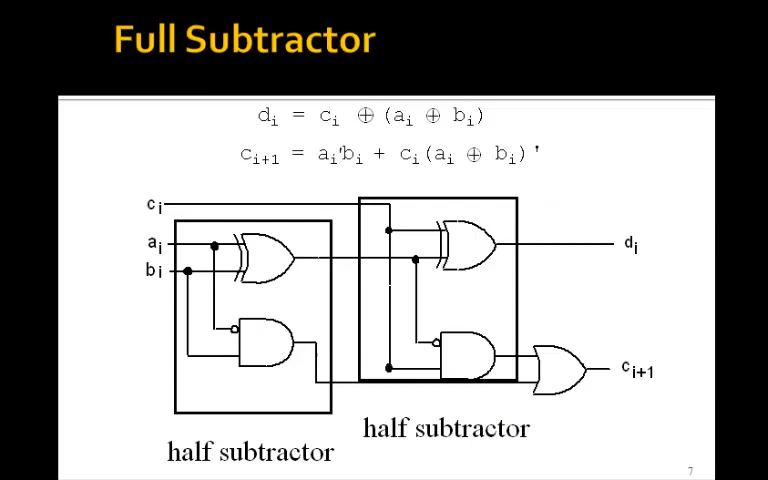 Full Subtractor
dᵢ = cᵢ ⊕ (aᵢ ⊕ bᵢ)
cᵢ₊₁ = aᵢ'bᵢ + cᵢ(aᵢ ⊕ bᵢ)'
cᵢ
aᵢ
bᵢ
dᵢ
cᵢ₊₁
half subtractor
half subtractor
7